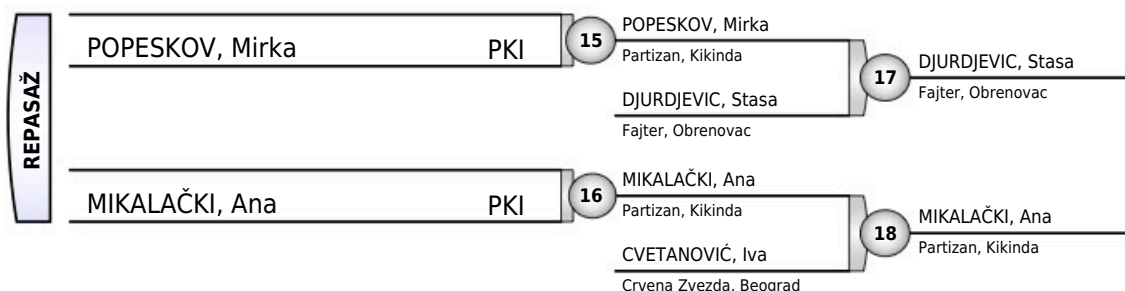 REPASAŽ
POPESKOV, Mirka PKI
15
POPESKOV, Mirka
Partizan, Kikinda
DJURDJEVIC, Stasa
Fajter, Obrenovac
17
DJURDJEVIC, Stasa
Fajter, Obrenovac
MIKALAČKI, Ana PKI
16
MIKALAČKI, Ana
Partizan, Kikinda
CVETANOVIĆ, Iva
Crvena Zvezda, Beograd
18
MIKALAČKI, Ana
Partizan, Kikinda